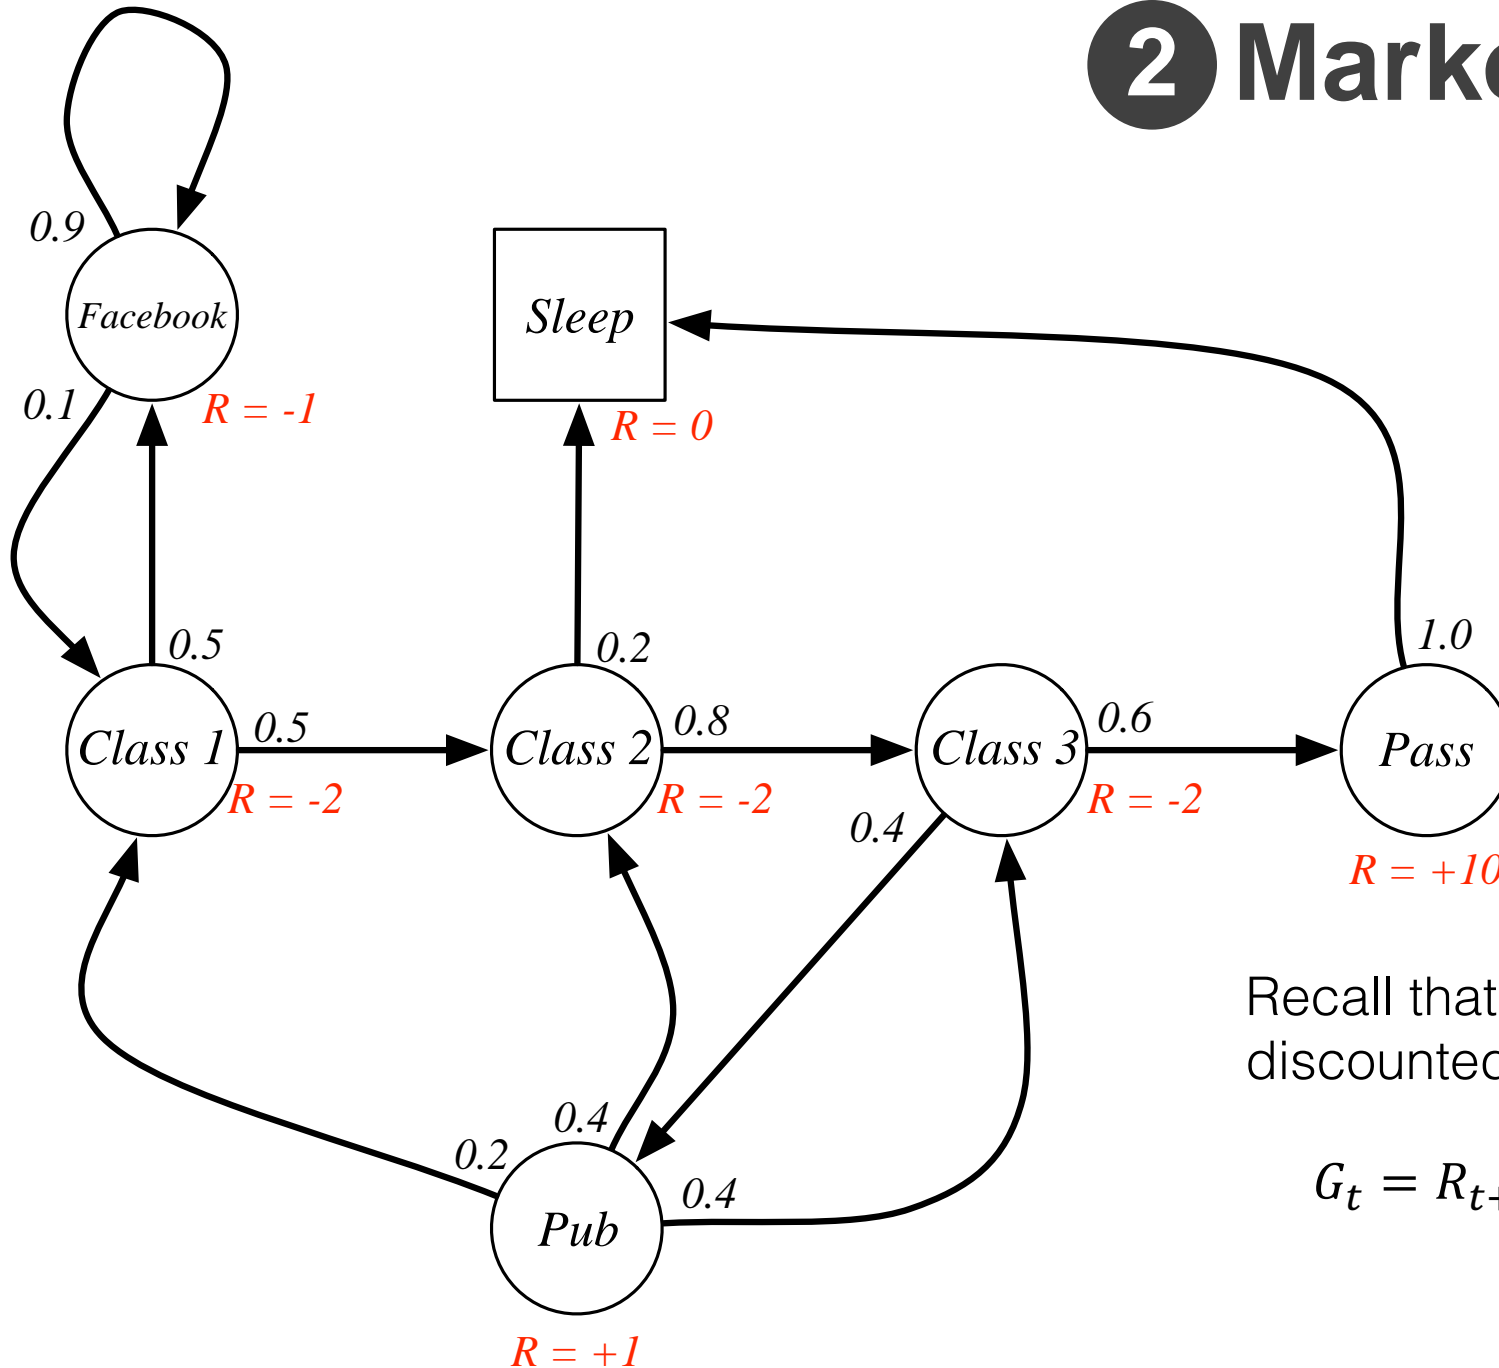 2 Marke
0.9
Facebook
Sleep
0.1
R = -1
R = 0
0.5
0.2
1.0
Class 1
0.5
Class 2
0.8
Class 3
0.6
Pass
R = -2
R = -2
R = -2
0.4
R = +10
Recall that
discounted
0.4
0.2
0.4
G_t = R_{t+
Pub
R = +1